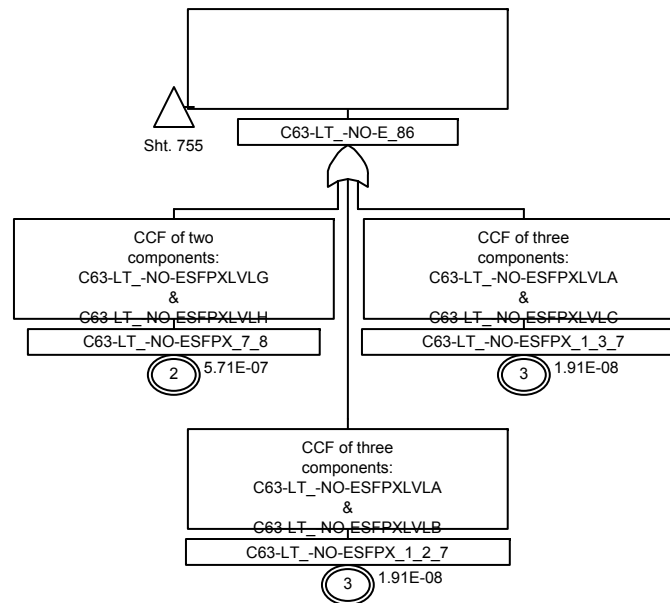 Sht. 755
C63-LT_-NO-E_86
CCF of two
components:
C63-LT_-NO-ESFPXLVLG
&
C63-LT_-NO-ESFPXLVLH
C63-LT_-NO-ESFPX_7_8
2
5.71E-07
CCF of three
components:
C63-LT_-NO-ESFPXLVLA
&
C63-LT_-NO-ESFPXLVLC
C63-LT_-NO-ESFPX_1_3_7
3
1.91E-08
CCF of three
components:
C63-LT_-NO-ESFPXLVLA
&
C63-LT_-NO-ESFPXLVLB
C63-LT_-NO-ESFPX_1_2_7
3
1.91E-08